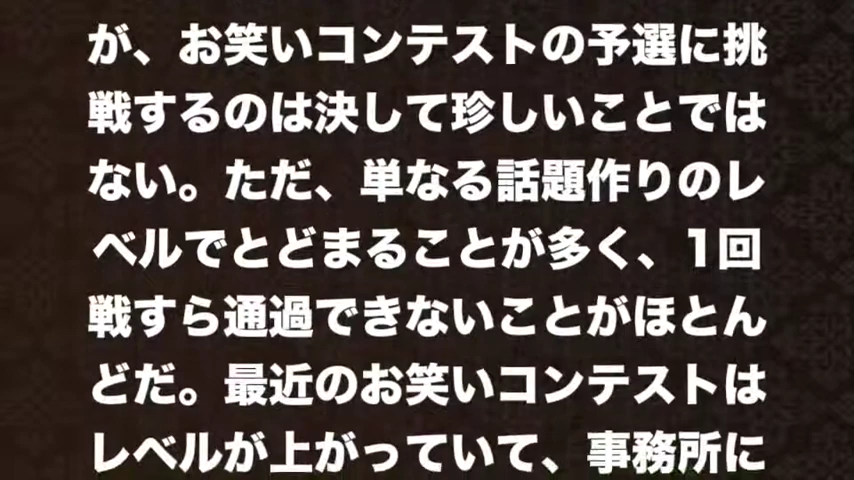 が、お笑いコンテストの予選に挑
戦するのは決して珍しいことでは
ない。ただ、単なる話題作りのレ
ベルでとどまることが多く、1回
戦すら通過できないことがほとん
どだ。最近のお笑いコンテストは
レベルが上がっていて、事務所に